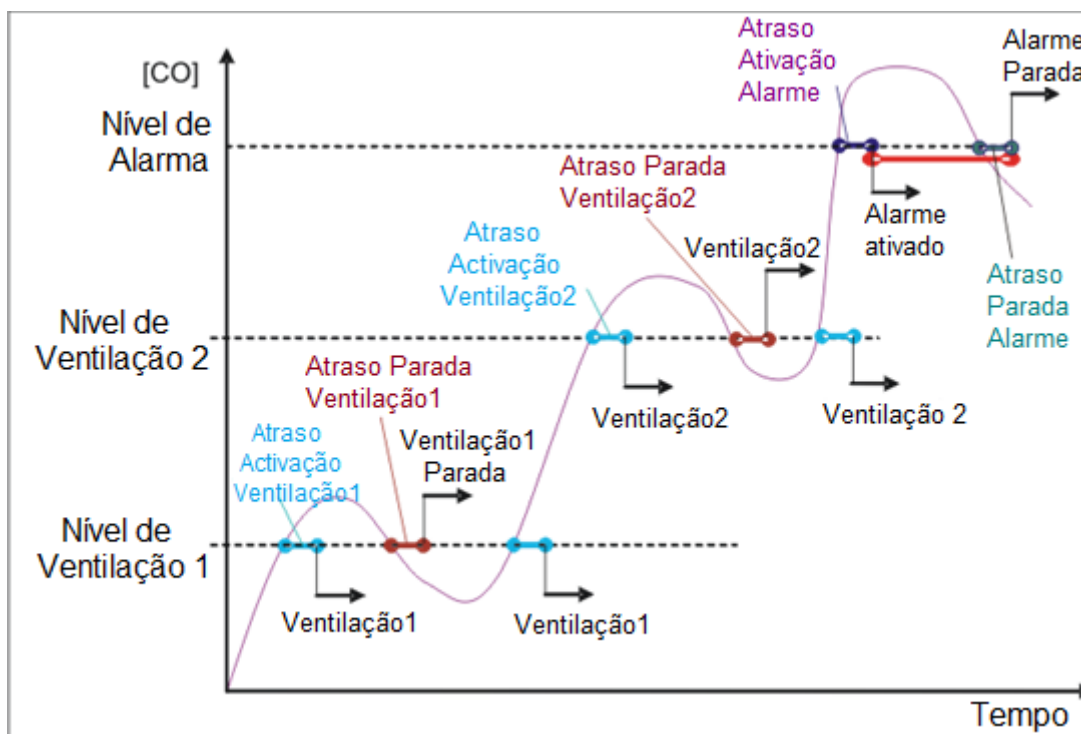 [CO]
Nível de
Alarma
Atraso
Ativação
Alarme
Alarme
Parada
Atraso Parada
Ventilação2
Alarme
ativado
Atraso
Activação
Ventilação2
Ventilação2
Atraso
Parada
Alarme
Nível de
Ventilação 2
Atraso Parada
Ventilação1
Ventilação2
Ventilação 2
Atraso
Activação
Ventilação1
Ventilação1
Parada
Nível de
Ventilação 1
Ventilação1
Ventilação1
Tempo